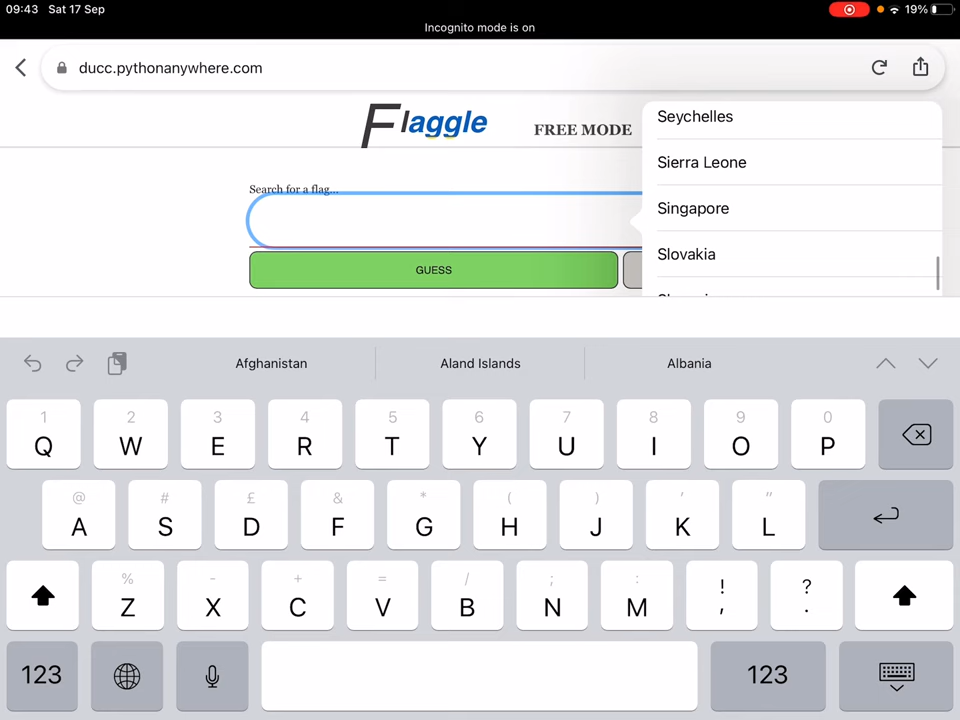 09:43 Sat 17 Sep
19%
Incognito mode is on
ducc.pythonanywhere.com
Flaggle
FREE MODE
Seychelles
Sierra Leone
Singapore
Slovakia
Search for a flag...
GUESS
Afghanistan
Aland Islands
Albania
1 2 3 4 5 6 7 8 9 0
Q W E R T Y U I O P
@ # £ & * ( ) ' "
A S D F G H J K L
% - + = / ; : ! ?
Z X C V B N M , .
123 123